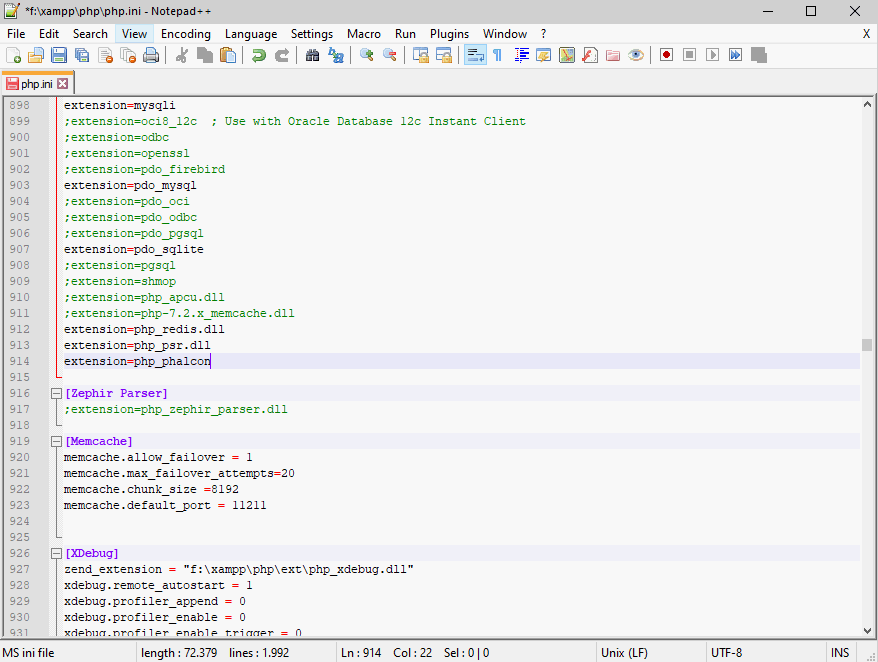 *f:\xampp\php\php.ini - Notepad++
File Edit Search View Encoding Language Settings Macro Run Plugins Window ? X
php.ini
898 extension=mysqli
899 ;extension=oci8_12c  ; Use with Oracle Database 12c Instant Client
900 ;extension=odbc
901 ;extension=openssl
902 ;extension=pdo_firebird
903 extension=pdo_mysql
904 ;extension=pdo_oci
905 ;extension=pdo_odbc
906 ;extension=pdo_pgsql
907 extension=pdo_sqlite
908 ;extension=pgsql
909 ;extension=shmop
910 ;extension=php_apcu.dll
911 ;extension=php-7.2.x_memcache.dll
912 extension=php_redis.dll
913 extension=php_psr.dll
914 extension=php_phalcon
915
916 [Zephir Parser]
917 ;extension=php_zephir_parser.dll
918
919 [Memcache]
920 memcache.allow_failover = 1
921 memcache.max_failover_attempts=20
922 memcache.chunk_size =8192
923 memcache.default_port = 11211
924
925
926 [XDebug]
927 zend_extension = "f:\xampp\php\ext\php_xdebug.dll"
928 xdebug.remote_autostart = 1
929 xdebug.profiler_append = 0
930 xdebug.profiler_enable = 0
931 xdebug.profiler_enable_trigger = 0
MS ini file length : 72.379 lines : 1.992 Ln : 914 Col : 22 Sel : 0 | 0 Unix (LF) UTF-8 INS